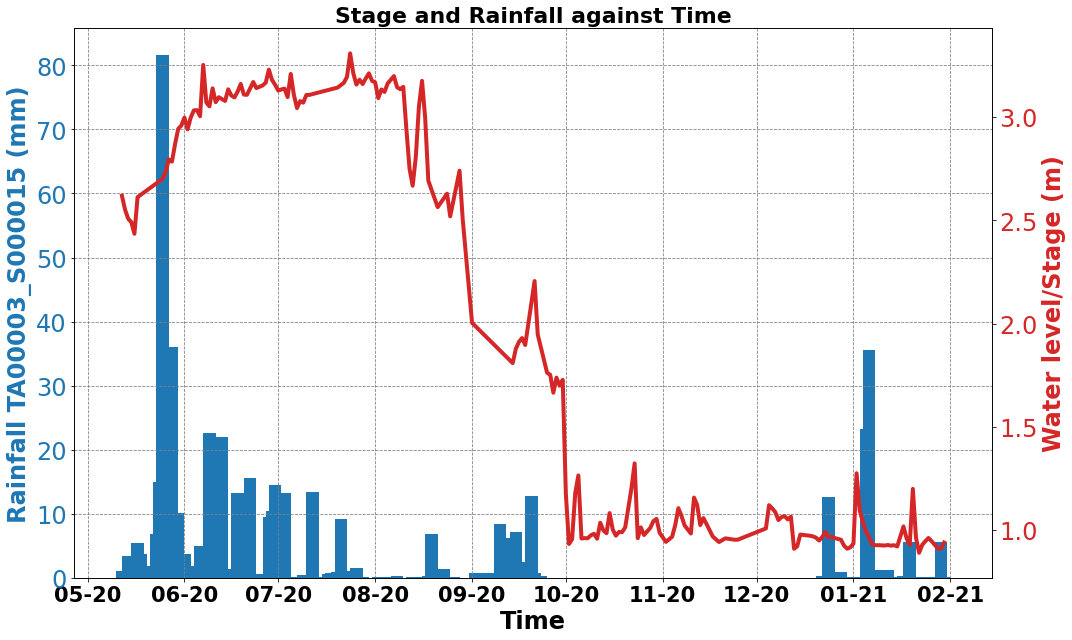 Stage and Rainfall against Time
Rainfall TA00003_S000015 (mm)
80
70
60
50
40
30
20
10
0
3.0
2.5
2.0
1.5
1.0
Water level/Stage (m)
05-20 06-20 07-20 08-20 09-20 10-20 11-20 12-20 01-21 02-21
Time